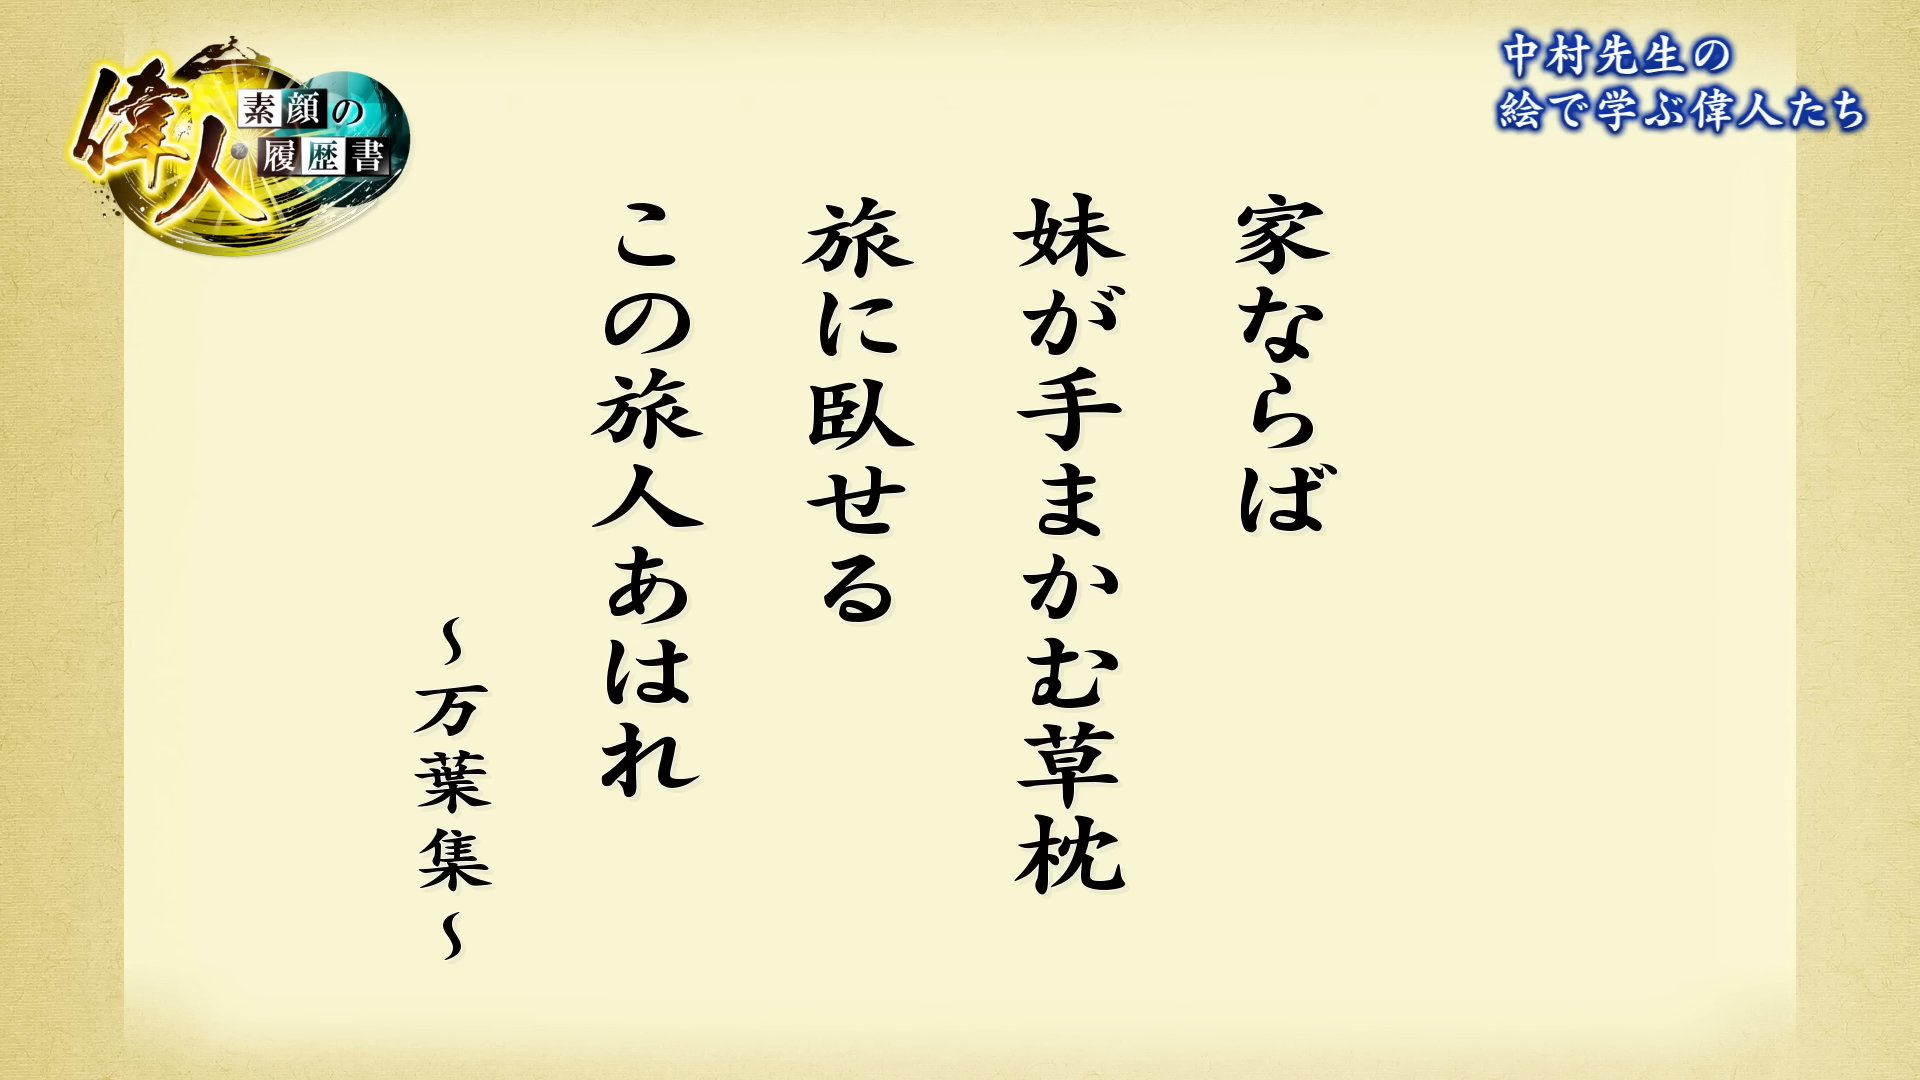 偉人
素顔の
履歴書
中村先生の
絵で学ぶ偉人たち
家ならば
妹が手まかむ草枕
旅に臥せる
この旅人あはれ
～万葉集～